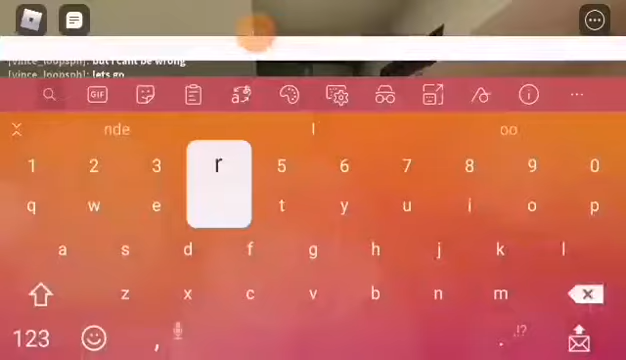 [vince_loopsph]: but i cant be wrong
[vince_loopsph]: lets go
GIF
nde I oo
1 2 3 r 5 6 7 8 9 0
q w e t y u i o p
a s d f g h j k l
z x c v b n m
123 , . ,!?